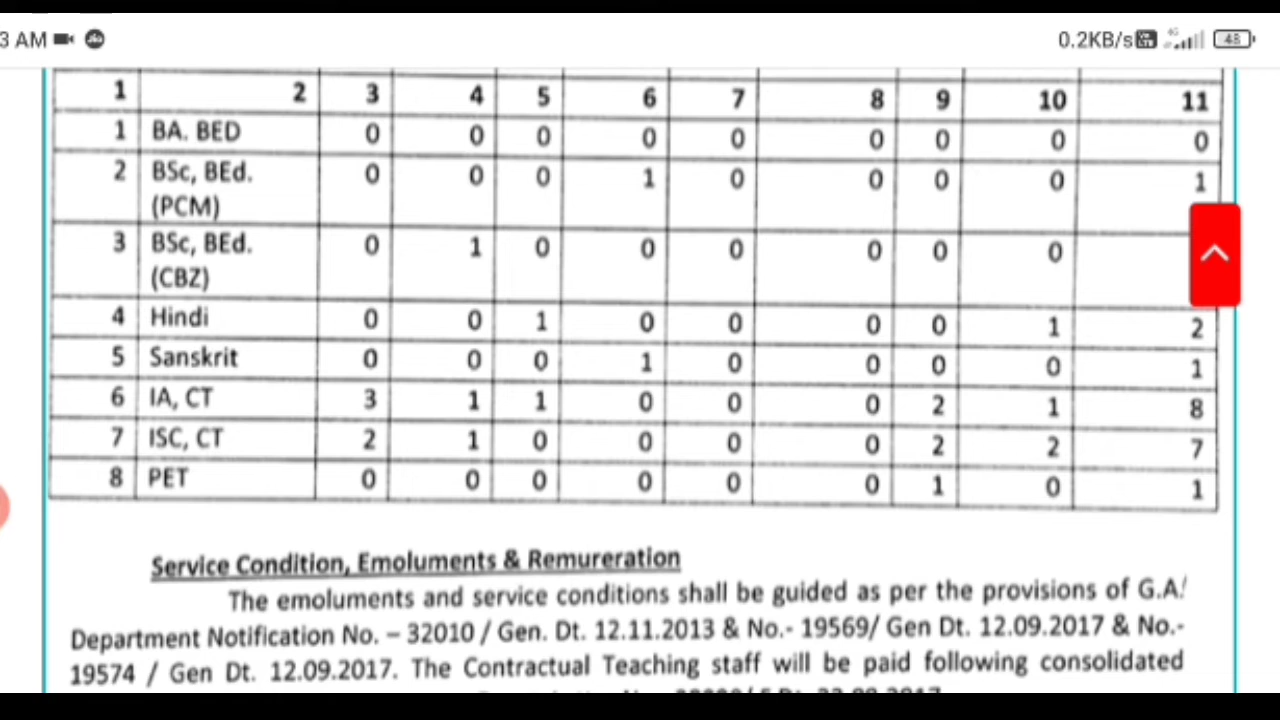 3 AM
0.2KB/s 4G 48
1 2 3 4 5 6 7 8 9 10 11
1 BA. BED 0 0 0 0 0 0 0 0 0
2 BSc, BEd. 0 0 0 1 0 0 0 0 1
(PCM)
3 BSc, BEd. 0 1 0 0 0 0 0 0
(CBZ)
4 Hindi 0 0 1 0 0 0 0 1 2
5 Sanskrit 0 0 0 1 0 0 0 0 1
6 IA, CT 3 1 1 0 0 0 2 1 8
7 ISC, CT 2 1 0 0 0 0 2 2 7
8 PET 0 0 0 0 0 0 1 0 1
Service Condition, Emoluments & Remureration
The emoluments and service conditions shall be guided as per the provisions of G.A
Department Notification No. – 32010 / Gen. Dt. 12.11.2013 & No.- 19569/ Gen Dt. 12.09.2017 & No.-
19574 / Gen Dt. 12.09.2017. The Contractual Teaching staff will be paid following consolidated